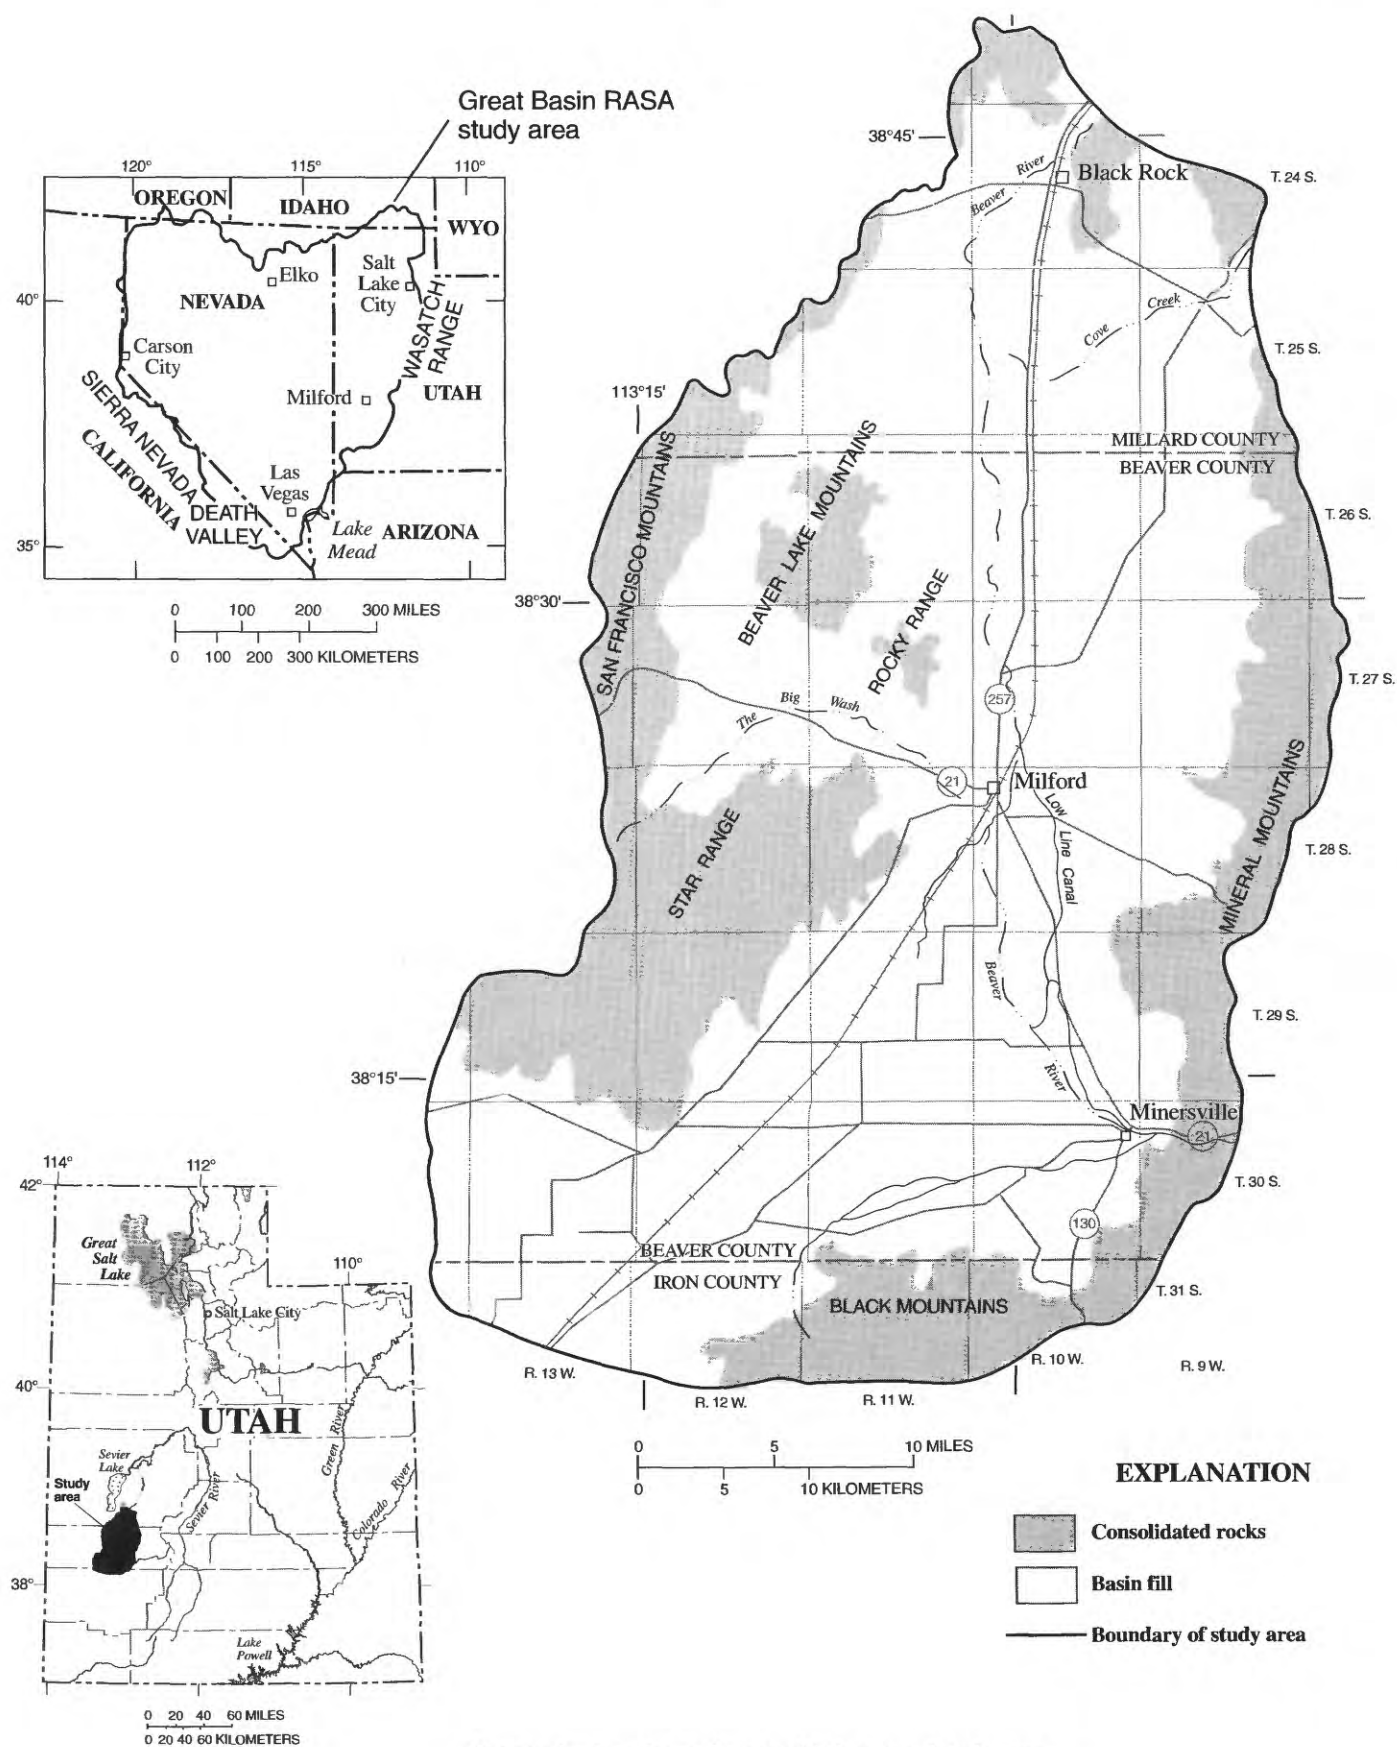 Great Basin RASA
study area
120°
115°
110°
OREGON
IDAHO
WYO
Elko
Salt
Lake
City
NEVADA
40°
WASATCH
RANGE
Carson
City
Milford
UTAH
SIERRA NEVADA
CALIFORNIA
Las
Vegas
DEATH
VALLEY
Lake
Mead
ARIZONA
35°
0 100 200 300 MILES
0 100 200 300 KILOMETERS
38°45'
Beaver
River
Black Rock
T. 24 S.
Cove
Creek
T. 25 S.
113°15'
MILLARD COUNTY
BEAVER COUNTY
SAN FRANCISCO MOUNTAINS
BEAVER LAKE MOUNTAINS
T. 26 S.
38°30'
ROCKY RANGE
T. 27 S.
257
The
Big
Wash
21
Milford
Low
Line
Canal
MINERAL MOUNTAINS
STAR RANGE
T. 28 S.
Beaver
River
T. 29 S.
38°15'
Minersville
21
T. 30 S.
130
BEAVER COUNTY
IRON COUNTY
T. 31 S.
BLACK MOUNTAINS
R. 13 W.
R. 12 W.
R. 11 W.
R. 10 W.
R. 9 W.
0 5 10 MILES
0 5 10 KILOMETERS
114°
112°
42°
Great
Salt
Lake
110°
Salt Lake City
40°
UTAH
Sevier
Lake
Study
area
Sevier River
Green River
Colorado River
38°
Lake
Powell
0 20 40 60 MILES
0 20 40 60 KILOMETERS
EXPLANATION
Consolidated rocks
Basin fill
Boundary of study area